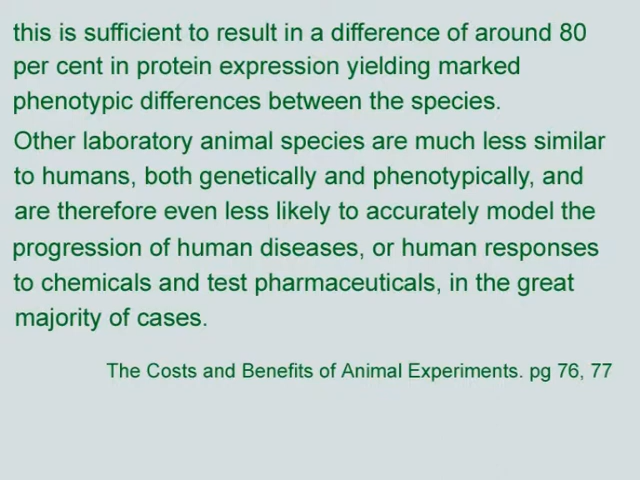 this is sufficient to result in a difference of around 80
per cent in protein expression yielding marked
phenotypic differences between the species.
Other laboratory animal species are much less similar
to humans, both genetically and phenotypically, and
are therefore even less likely to accurately model the
progression of human diseases, or human responses
to chemicals and test pharmaceuticals, in the great
majority of cases.
The Costs and Benefits of Animal Experiments. pg 76, 77